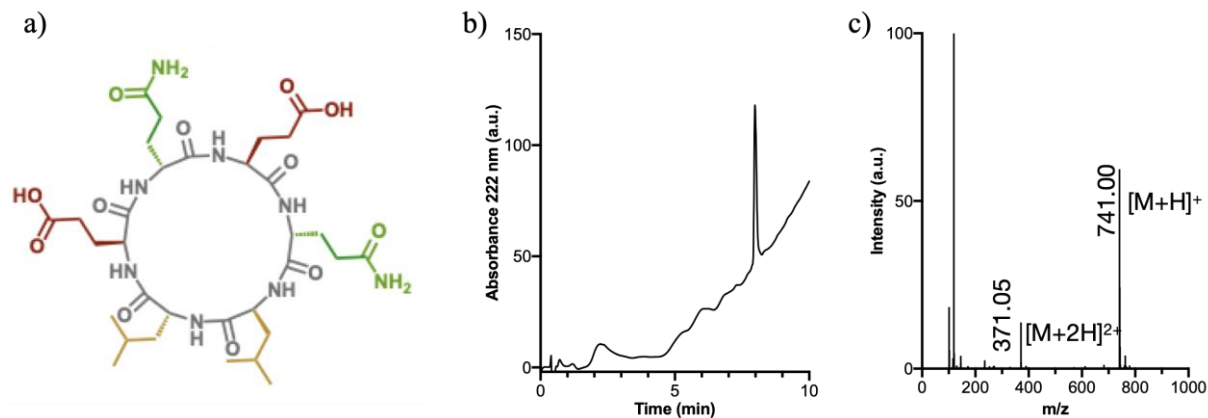 a)
NH₂
O
O
OH
O
H
N
O
HN
O
HO
O
NH
O
O
NH₂
HN
NH
O
N
H
O
b)
150
100
50
0
Absorbance 222 nm (a.u.)
0
5
10
Time (min)
c)
100
50
0
Intensity (a.u.)
371.05
[M+2H]²⁺
741.00
[M+H]⁺
0
200
400
600
800
1000
m/z